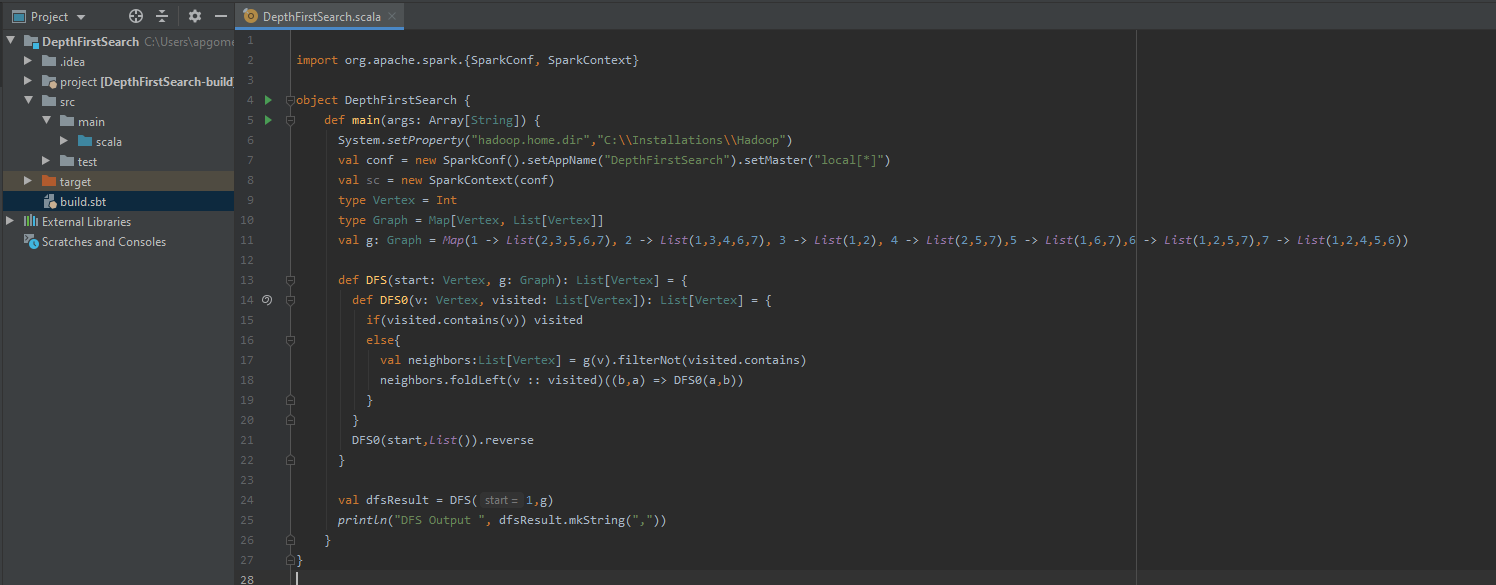 Project
DepthFirstSearch.scala
DepthFirstSearch C:\Users\apgome
.idea
project [DepthFirstSearch-build]
src
main
scala
test
target
build.sbt
External Libraries
Scratches and Consoles
1
2 import org.apache.spark.{SparkConf, SparkContext}
3
4 object DepthFirstSearch {
5 def main(args: Array[String]) {
6 System.setProperty("hadoop.home.dir","C:\\Installations\\Hadoop")
7 val conf = new SparkConf().setAppName("DepthFirstSearch").setMaster("local[*]")
8 val sc = new SparkContext(conf)
9 type Vertex = Int
10 type Graph = Map[Vertex, List[Vertex]]
11 val g: Graph = Map(1 -> List(2,3,5,6,7), 2 -> List(1,3,4,6,7), 3 -> List(1,2), 4 -> List(2,5,7),5 -> List(1,6,7),6 -> List(1,2,5,7),7 -> List(1,2,4,5,6))
12
13 def DFS(start: Vertex, g: Graph): List[Vertex] = {
14 def DFS0(v: Vertex, visited: List[Vertex]): List[Vertex] = {
15 if(visited.contains(v)) visited
16 else{
17 val neighbors:List[Vertex] = g(v).filterNot(visited.contains)
18 neighbors.foldLeft(v :: visited)((b,a) => DFS0(a,b))
19 }
20 }
21 DFS0(start,List()).reverse
22 }
23
24 val dfsResult = DFS( start = 1,g)
25 println("DFS Output ", dfsResult.mkString(","))
26 }
27 }
28